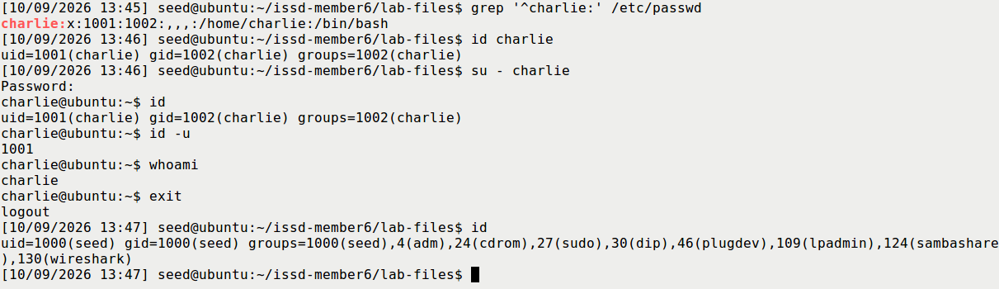 [10/09/2026 13:45] seed@ubuntu:~/issd-member6/lab-files$ grep '^charlie:' /etc/passwd
charlie:x:1001:1002:,,,:/home/charlie:/bin/bash
[10/09/2026 13:46] seed@ubuntu:~/issd-member6/lab-files$ id charlie
uid=1001(charlie) gid=1002(charlie) groups=1002(charlie)
[10/09/2026 13:46] seed@ubuntu:~/issd-member6/lab-files$ su - charlie
Password:
charlie@ubuntu:~$ id
uid=1001(charlie) gid=1002(charlie) groups=1002(charlie)
charlie@ubuntu:~$ id -u
1001
charlie@ubuntu:~$ whoami
charlie
charlie@ubuntu:~$ exit
logout
[10/09/2026 13:47] seed@ubuntu:~/issd-member6/lab-files$ id
uid=1000(seed) gid=1000(seed) groups=1000(seed),4(adm),24(cdrom),27(sudo),30(dip),46(plugdev),109(lpadmin),124(sambashare
),130(wireshark)
[10/09/2026 13:47] seed@ubuntu:~/issd-member6/lab-files$